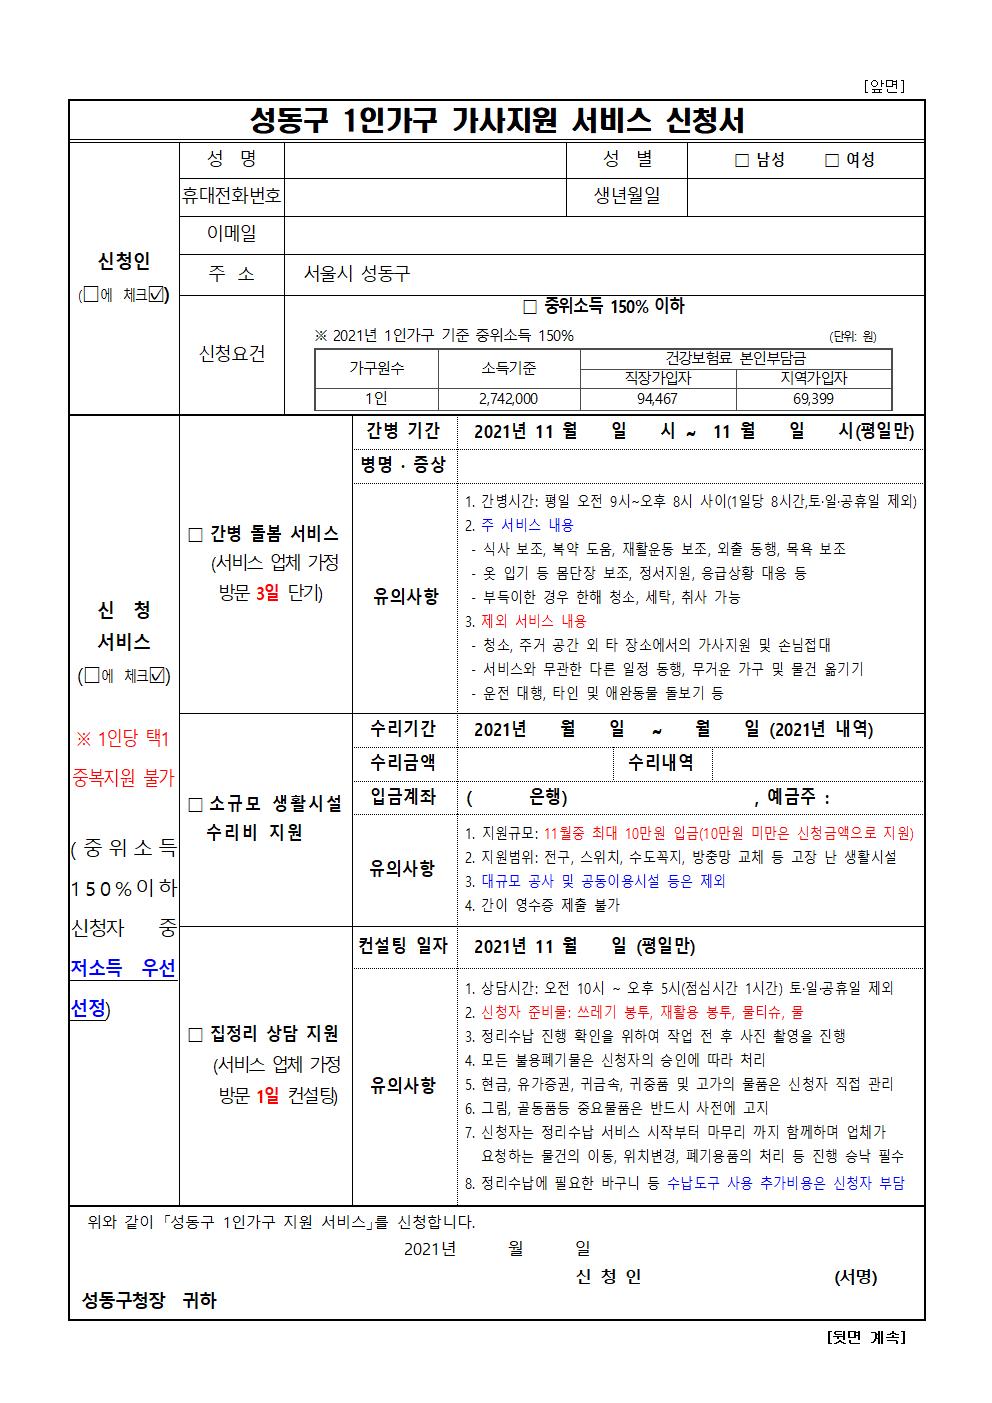 [앞면]
성동구 1인가구 가사지원 서비스 신청서
신청인
(□에 체크☑)
성 명
성 별
□ 남성 □ 여성
휴대전화번호
생년월일
이메일
주 소
서울시 성동구
신청요건
□ 중위소득 150% 이하
※ 2021년 1인가구 기준 중위소득 150%
(단위: 원)
가구원수
소득기준
건강보험료 본인부담금
직장가입자
지역가입자
1인
2,742,000
94,467
69,399
신 청
서비스
(□에 체크☑)
※ 1인당 택1
중복지원 불가
(중위소득
150%이하
신청자 중
저소득 우선
선정)
□ 간병 돌봄 서비스
(서비스 업체 가정
방문 3일 단기)
간병 기간
2021년 11 월 일 시 ~ 11 월 일 시(평일만)
병명 · 증상
유의사항
1. 간병시간: 평일 오전 9시~오후 8시 사이(1일당 8시간,토·일·공휴일 제외)
2. 주 서비스 내용
- 식사 보조, 복약 도움, 재활운동 보조, 외출 동행, 목욕 보조
- 옷 입기 등 몸단장 보조, 정서지원, 응급상황 대응 등
- 부득이한 경우 한해 청소, 세탁, 취사 가능
3. 제외 서비스 내용
- 청소, 주거 공간 외 타 장소에서의 가사지원 및 손님접대
- 서비스와 무관한 다른 일정 동행, 무거운 가구 및 물건 옮기기
- 운전 대행, 타인 및 애완동물 돌보기 등
□ 소규모 생활시설
수리비 지원
수리기간
2021년 월 일 ~ 월 일 (2021년 내역)
수리금액
수리내역
입금계좌
( 은행) , 예금주 :
유의사항
1. 지원규모: 11월중 최대 10만원 입금(10만원 미만은 신청금액으로 지원)
2. 지원범위: 전구, 스위치, 수도꼭지, 방충망 교체 등 고장 난 생활시설
3. 대규모 공사 및 공동이용시설 등은 제외
4. 간이 영수증 제출 불가
□ 집정리 상담 지원
(서비스 업체 가정
방문 1일 컨설팅)
컨설팅 일자
2021년 11 월 일 (평일만)
유의사항
1. 상담시간: 오전 10시 ~ 오후 5시(점심시간 1시간) 토·일·공휴일 제외
2. 신청자 준비물: 쓰레기 봉투, 재활용 봉투, 물티슈, 물
3. 정리수납 진행 확인을 위하여 작업 전 후 사진 촬영을 진행
4. 모든 불용폐기물은 신청자의 승인에 따라 처리
5. 현금, 유가증권, 귀금속, 귀중품 및 고가의 물품은 신청자 직접 관리
6. 그림, 골동품등 중요물품은 반드시 사전에 고지
7. 신청자는 정리수납 서비스 시작부터 마무리 까지 함께하며 업체가
요청하는 물건의 이동, 위치변경, 폐기용품의 처리 등 진행 승낙 필수
8. 정리수납에 필요한 바구니 등 수납도구 사용 추가비용은 신청자 부담
위와 같이 「성동구 1인가구 지원 서비스」를 신청합니다.
2021년 월 일
신 청 인 (서명)
성동구청장 귀하
[뒷면 계속]